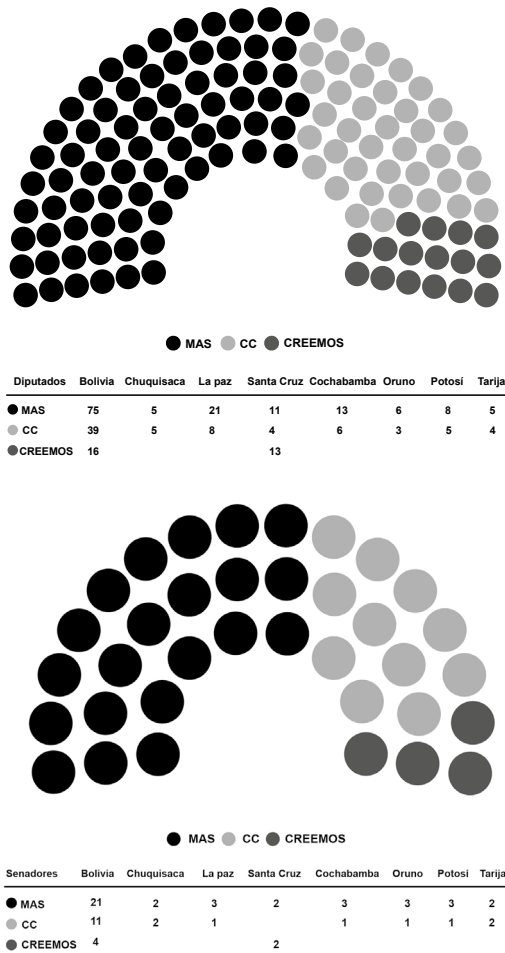 MAS CC CREEMOS
Diputados Bolivia Chuquisaca La paz Santa Cruz Cochabamba Oruno Potosí Tarija
MAS 75 5 21 11 13 6 8 5
CC 39 5 8 4 6 3 5 4
CREEMOS 16 13
MAS CC CREEMOS
Senadores Bolivia Chuquisaca La paz Santa Cruz Cochabamba Oruno Potosí Tarija
MAS 21 2 3 2 3 3 3 2
CC 11 2 1 1 1 1 2
CREEMOS 4 2